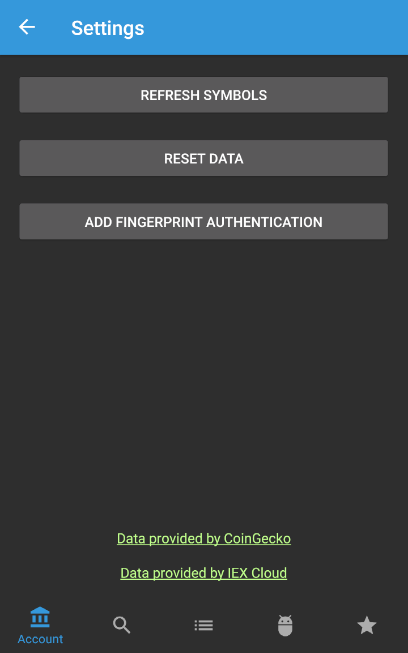 Settings
REFRESH SYMBOLS
RESET DATA
ADD FINGERPRINT AUTHENTICATION
Data provided by CoinGecko
Data provided by IEX Cloud
Account